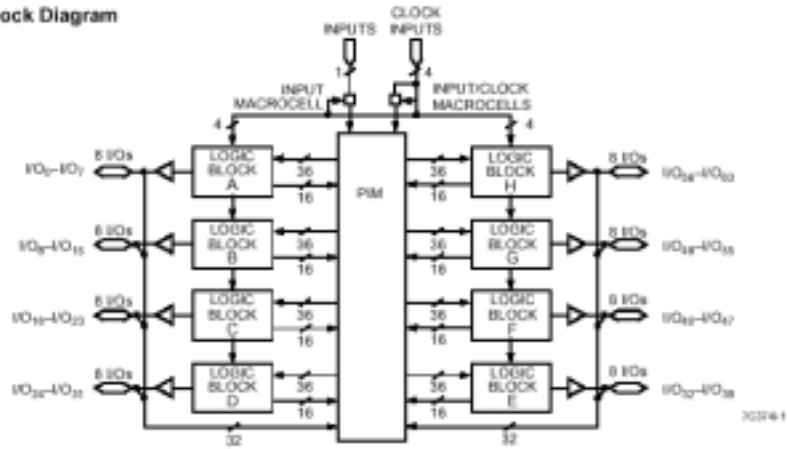 ock Diagram
CLOCK
INPUTS INPUTS
1 4
INPUT
MACROCELL
INPUT/CLOCK
MACROCELLS
4 4
8 I/Os LOGIC BLOCK A 36 16 PIM 36 16 LOGIC BLOCK H 8 I/Os
I/O0–I/O7 I/O56–I/O63
8 I/Os LOGIC BLOCK B 36 16 36 16 LOGIC BLOCK G 8 I/Os
I/O8–I/O15 I/O48–I/O55
8 I/Os LOGIC BLOCK C 36 16 36 16 LOGIC BLOCK F 8 I/Os
I/O16–I/O23 I/O40–I/O47
8 I/Os LOGIC BLOCK D 36 16 36 16 LOGIC BLOCK E 8 I/Os
I/O24–I/O31 I/O32–I/O39
32 32